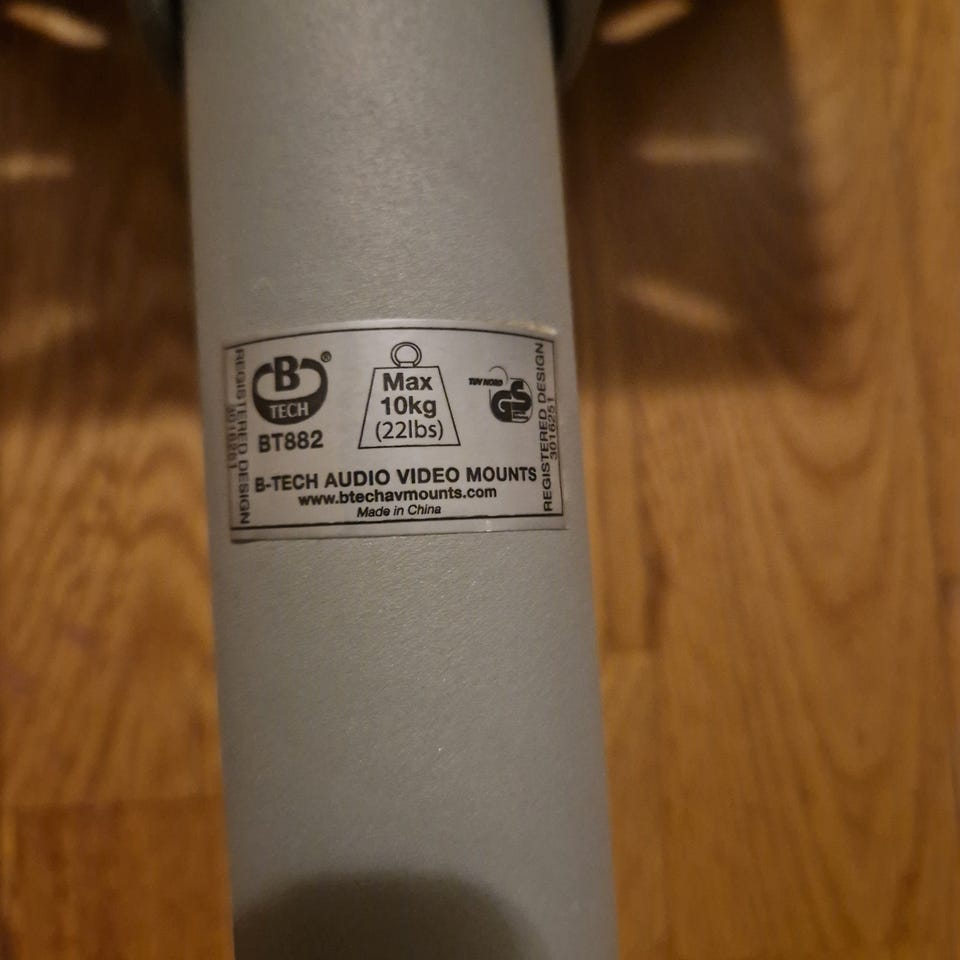 B
TECH
®
BT882
Max
10kg
(22lbs)
TUV NORD
GS
B-TECH AUDIO VIDEO MOUNTS
www.btechavmounts.com
Made in China
REGISTERED DESIGN
REGISTERED DESIGN
3016251